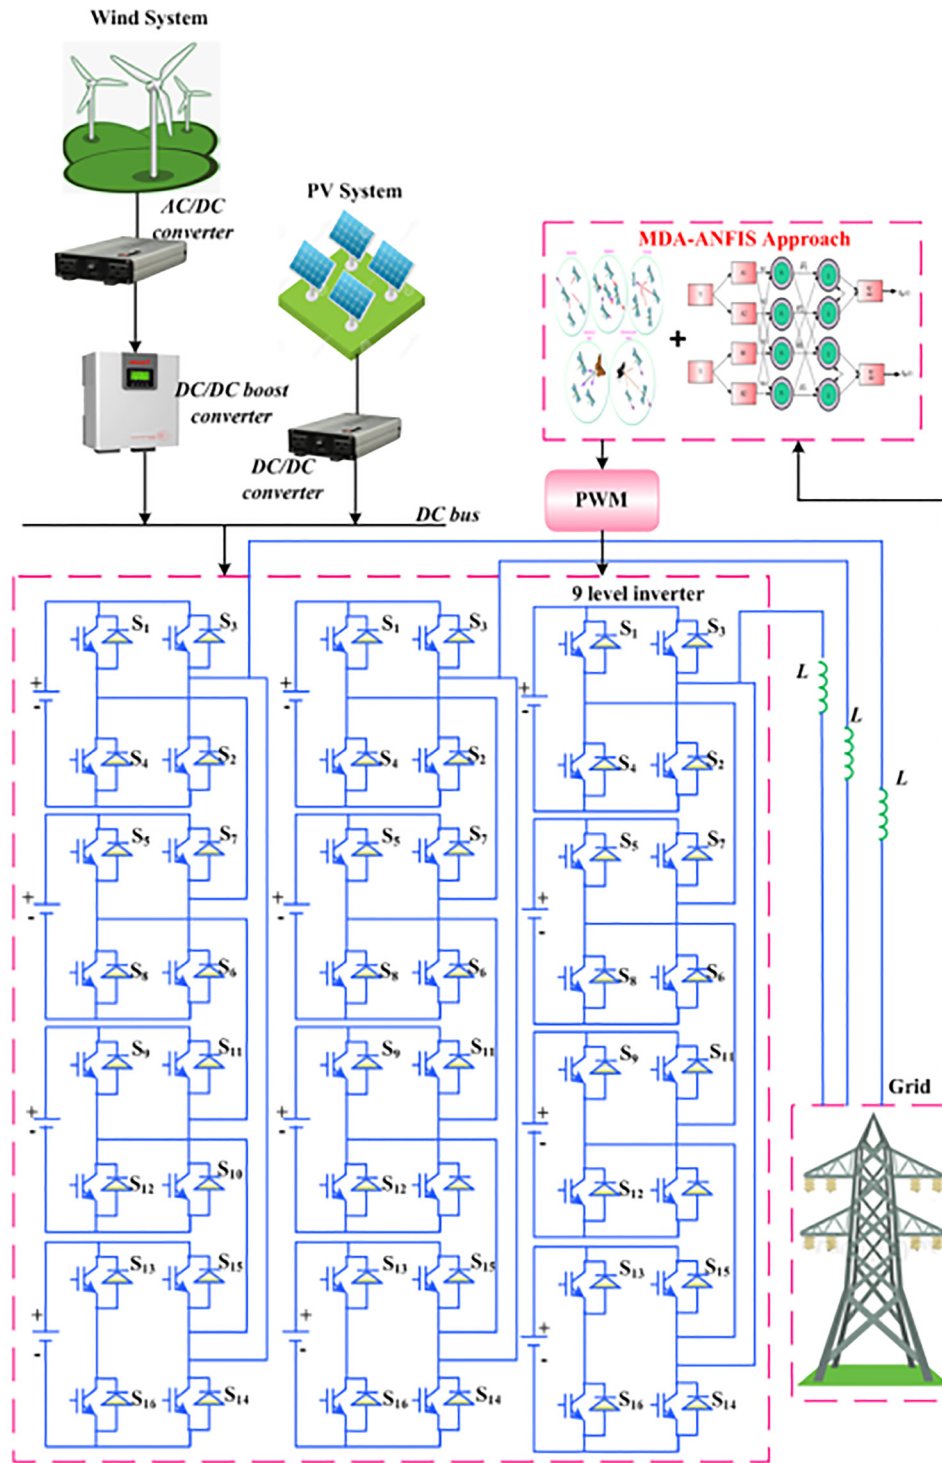 Wind System
AC/DC
converter
PV System
MDA-ANFIS Approach
+
DC/DC boost
converter
DC/DC
converter
PWM
DC bus
9 level inverter
S1 S3 S1 S3 S1 S3
+ + +
- - -
S4 S2 S4 S2 S4 S2
L
L
L
S5 S7 S5 S7 S5 S7
+ + +
- - -
S8 S6 S8 S6 S8 S6
S9 S11 S9 S11 S9 S11
+ + +
- - -
S12 S10 S12 S12
Grid
S13 S15 S13 S15 S13 S15
+ + +
- - -
S16 S14 S16 S14 S16 S14